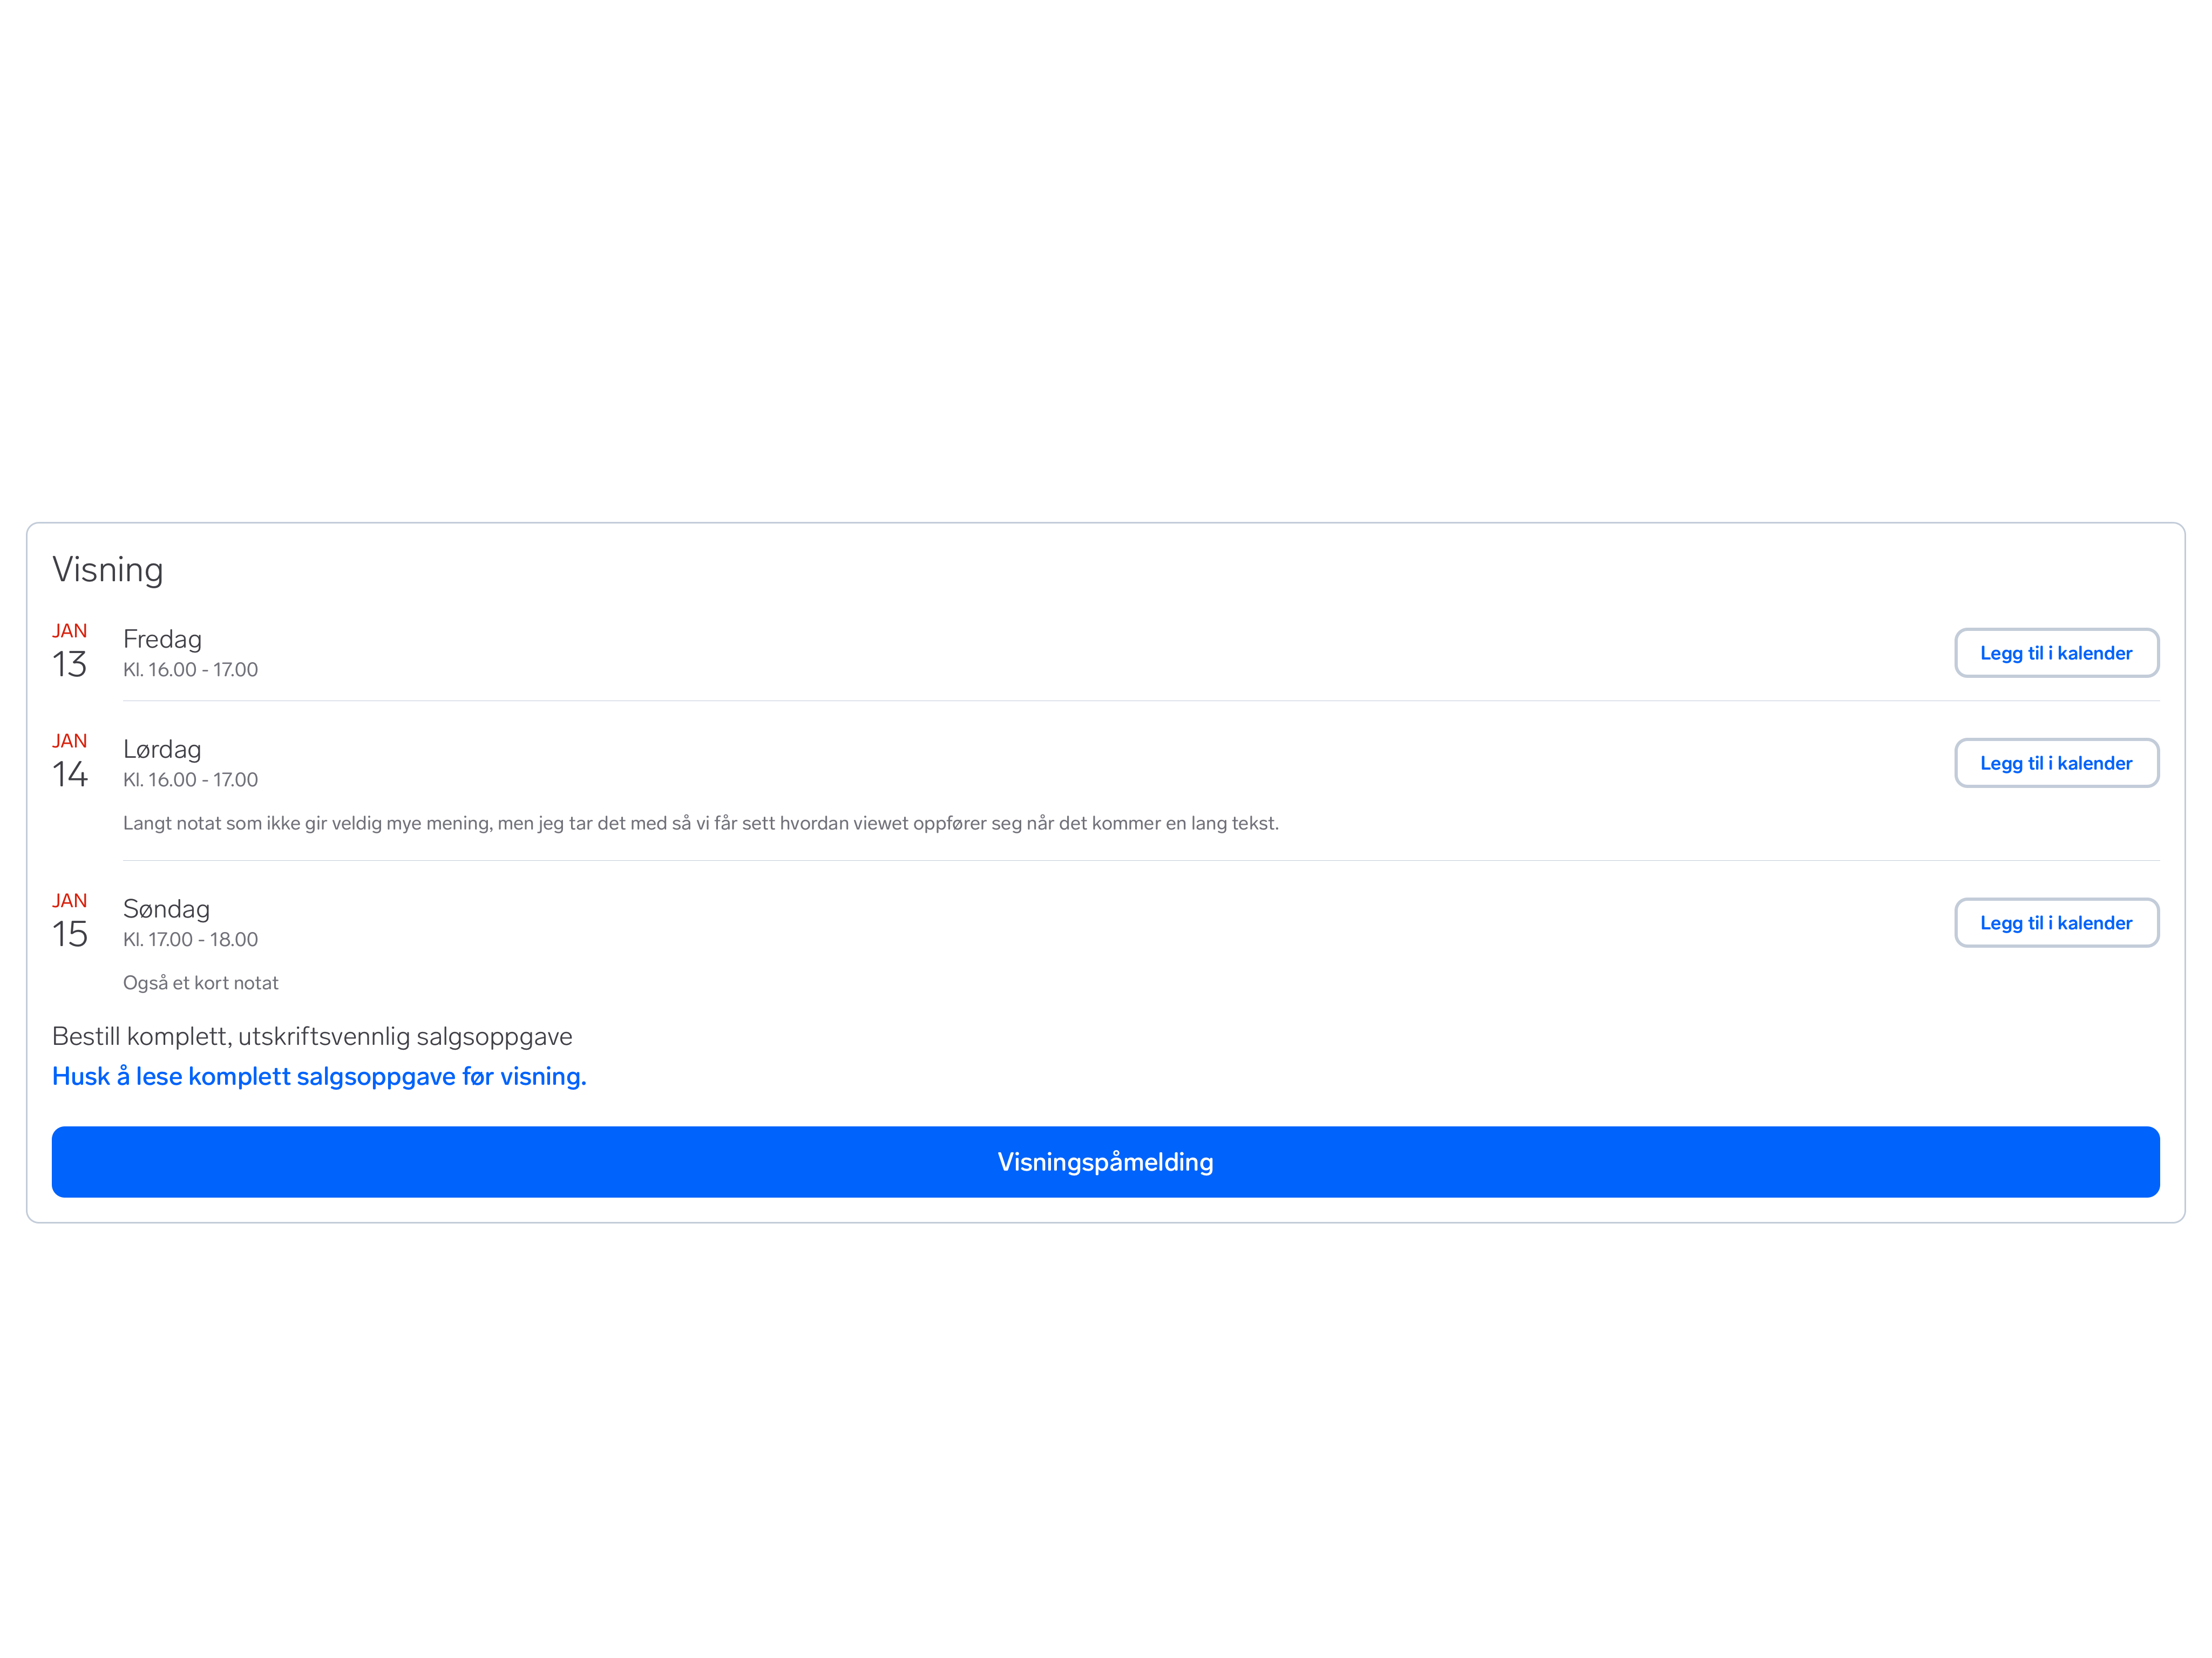 Visning
JAN
13
Fredag
Kl. 16.00 - 17.00
Legg til i kalender
JAN
14
Lørdag
Kl. 16.00 - 17.00
Legg til i kalender
Langt notat som ikke gir veldig mye mening, men jeg tar det med så vi får sett hvordan viewet oppfører seg når det kommer en lang tekst.
JAN
15
Søndag
Kl. 17.00 - 18.00
Legg til i kalender
Også et kort notat
Bestill komplett, utskriftsvennlig salgsoppgave
Husk å lese komplett salgsoppgave før visning.
Visningspåmelding